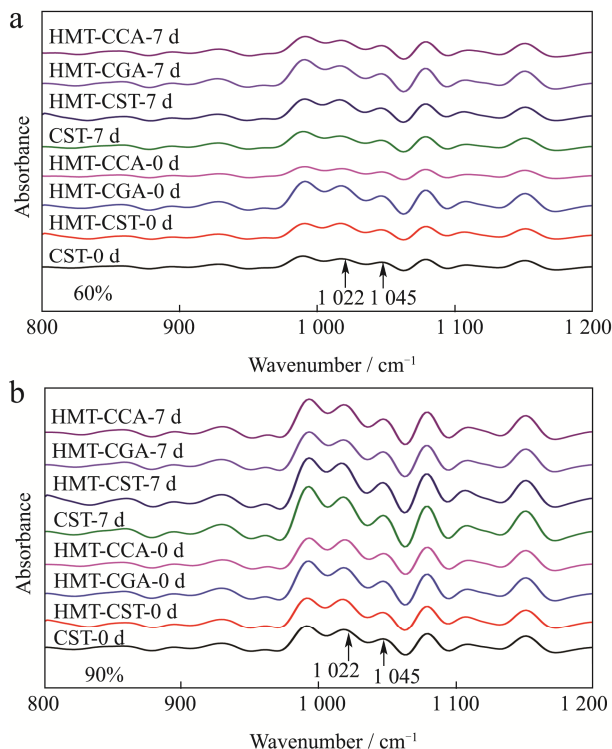 a
HMT-CCA-7 d
HMT-CGA-7 d
HMT-CST-7 d
CST-7 d
HMT-CCA-0 d
HMT-CGA-0 d
HMT-CST-0 d
CST-0 d
Absorbance
60%
1 022 1 045
800 900 1 000 1 100 1 200
Wavenumber / cm⁻¹
b
HMT-CCA-7 d
HMT-CGA-7 d
HMT-CST-7 d
CST-7 d
HMT-CCA-0 d
HMT-CGA-0 d
HMT-CST-0 d
CST-0 d
Absorbance
90%
1 022 1 045
800 900 1 000 1 100 1 200
Wavenumber / cm⁻¹